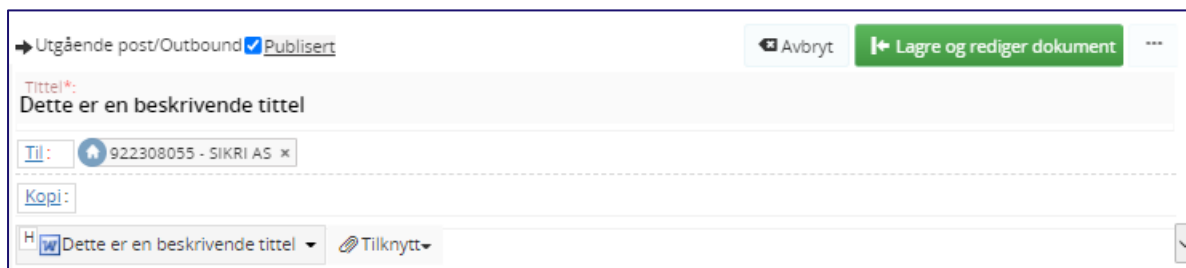 Utgående post/Outbound Publisert Avbryt Lagre og rediger dokument ...
Tittel*:
Dette er en beskrivende tittel
Til: 922308055 - SIKRI AS ×
Kopi:
H W Dette er en beskrivende tittel Tilknytt